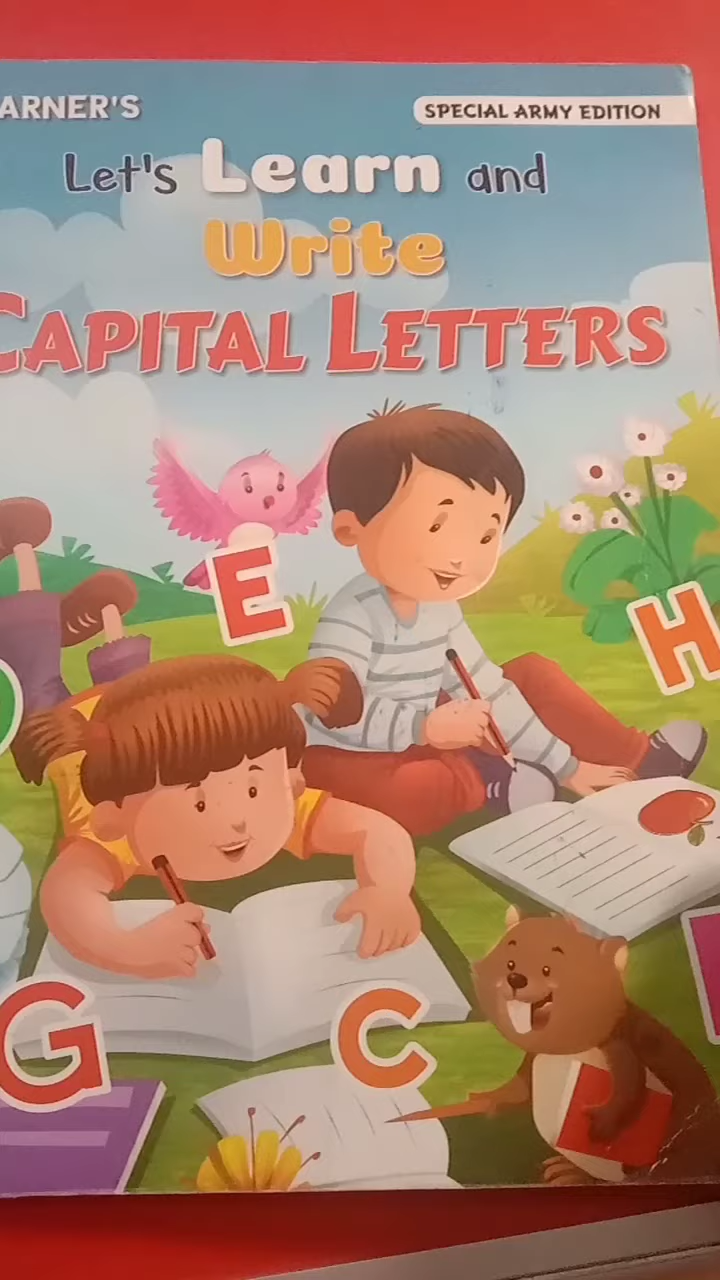 ARNER'S
SPECIAL ARMY EDITION
Let's Learn and
Write
CAPITAL LETTERS
E
H
G
C